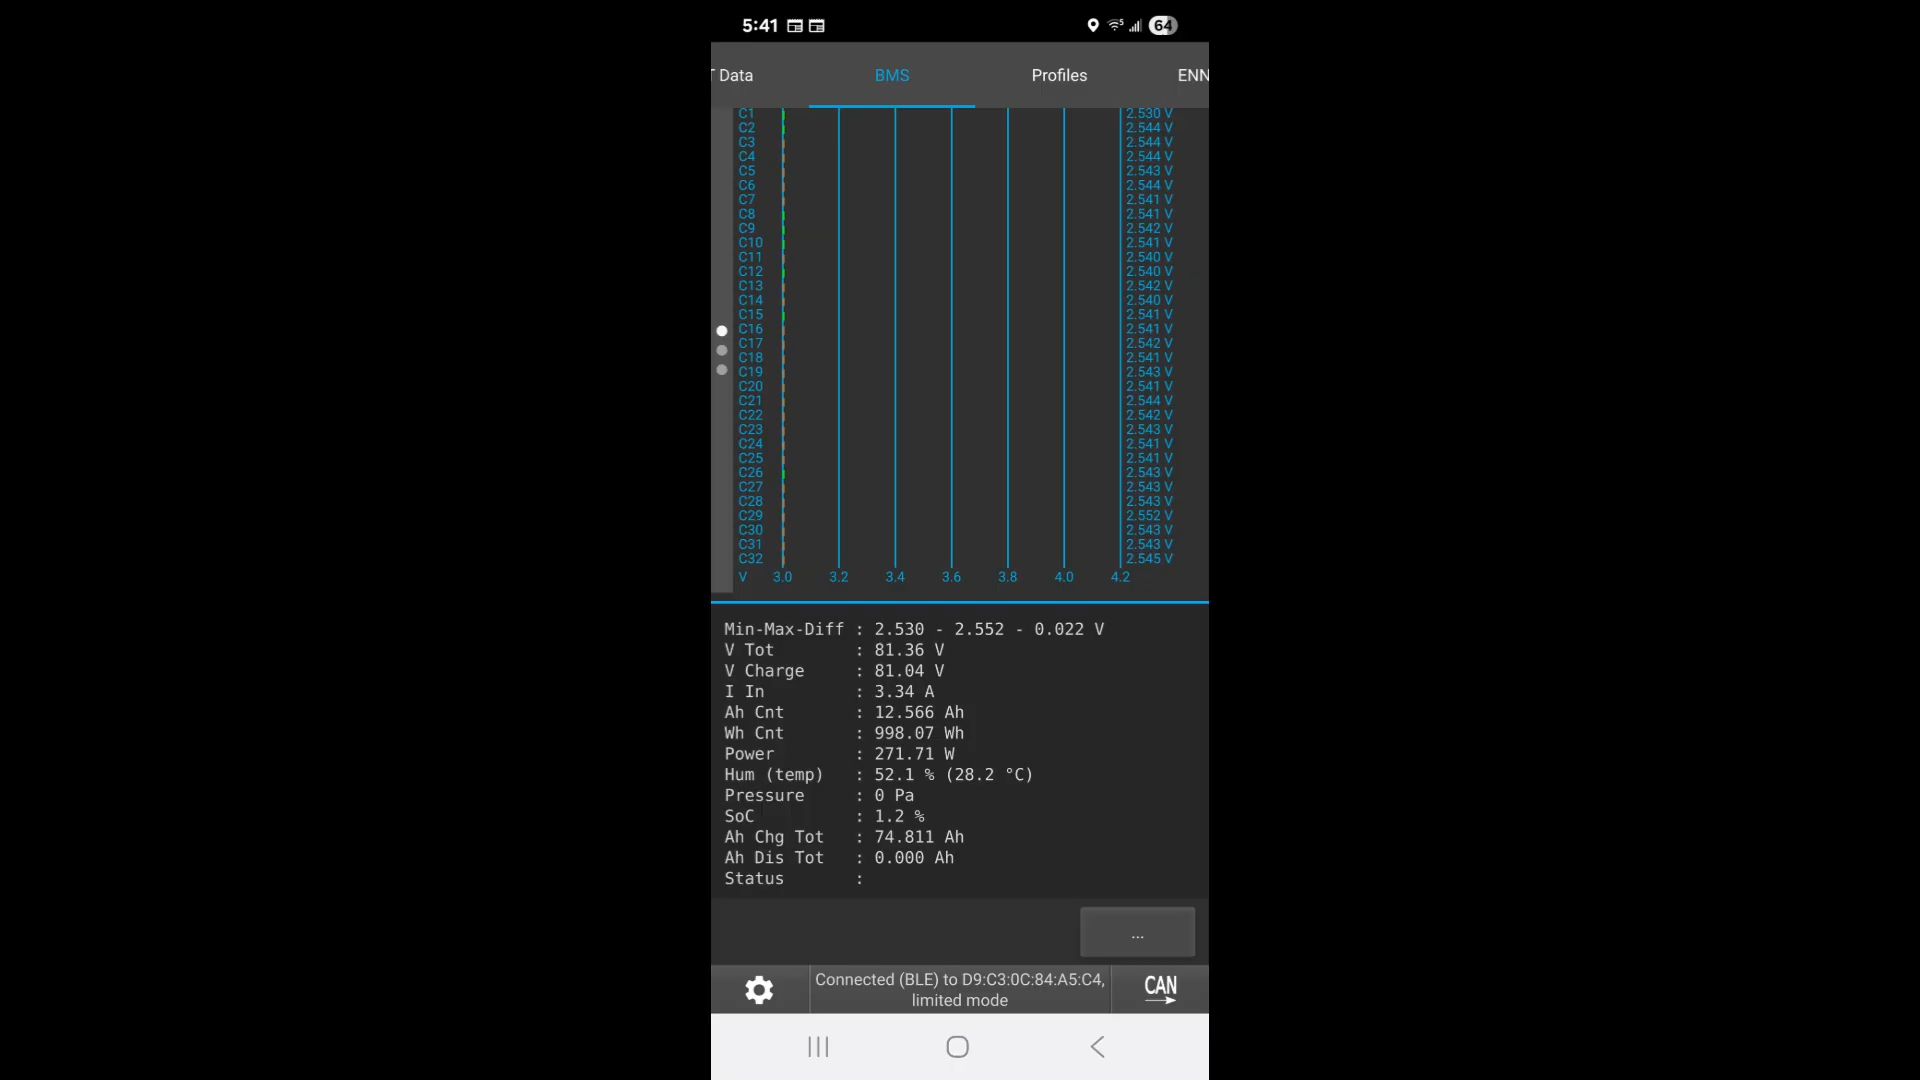 5:41 64
T Data BMS Profiles ENN
C1 2.530 V
C2 2.544 V
C3 2.544 V
C4 2.544 V
C5 2.543 V
C6 2.544 V
C7 2.541 V
C8 2.541 V
C9 2.542 V
C10 2.541 V
C11 2.540 V
C12 2.540 V
C13 2.542 V
C14 2.540 V
C15 2.541 V
C16 2.541 V
C17 2.542 V
C18 2.541 V
C19 2.543 V
C20 2.541 V
C21 2.544 V
C22 2.542 V
C23 2.543 V
C24 2.541 V
C25 2.541 V
C26 2.543 V
C27 2.543 V
C28 2.543 V
C29 2.552 V
C30 2.543 V
C31 2.543 V
C32 2.545 V
V 3.0 3.2 3.4 3.6 3.8 4.0 4.2
Min-Max-Diff : 2.530 - 2.552 - 0.022 V
V Tot : 81.36 V
V Charge : 81.04 V
I In : 3.34 A
Ah Cnt : 12.566 Ah
Wh Cnt : 998.07 Wh
Power : 271.71 W
Hum (temp) : 52.1 % (28.2 °C)
Pressure : 0 Pa
SoC : 1.2 %
Ah Chg Tot : 74.811 Ah
Ah Dis Tot : 0.000 Ah
Status :
...
Connected (BLE) to D9:C3:0C:84:A5:C4,
limited mode
CAN